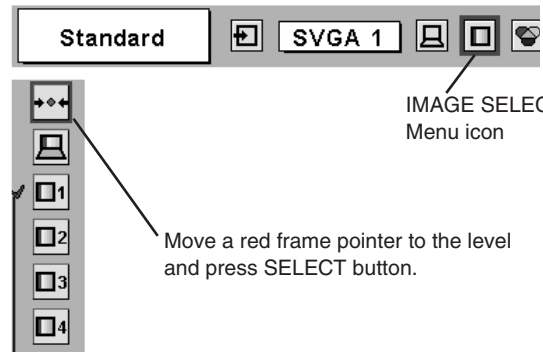 Standard
SVGA 1
IMAGE SELEC
Menu icon
1
Move a red frame pointer to the level
and press SELECT button.
2
3
4